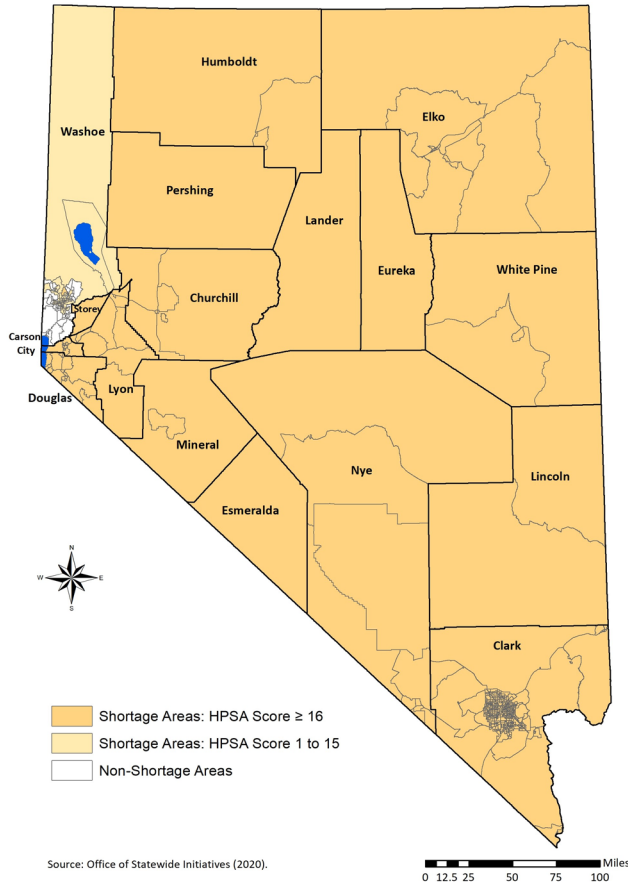 Humboldt
Elko
Washoe
Pershing
Lander
Eureka
White Pine
Churchill
Storey
Carson
City
Lyon
Douglas
Mineral
Nye
Lincoln
Esmeralda
N
W E
S
Clark
Shortage Areas: HPSA Score ≥ 16
Shortage Areas: HPSA Score 1 to 15
Non-Shortage Areas
Source: Office of Statewide Initiatives (2020).
Miles
0 12.5 25 50 75 100